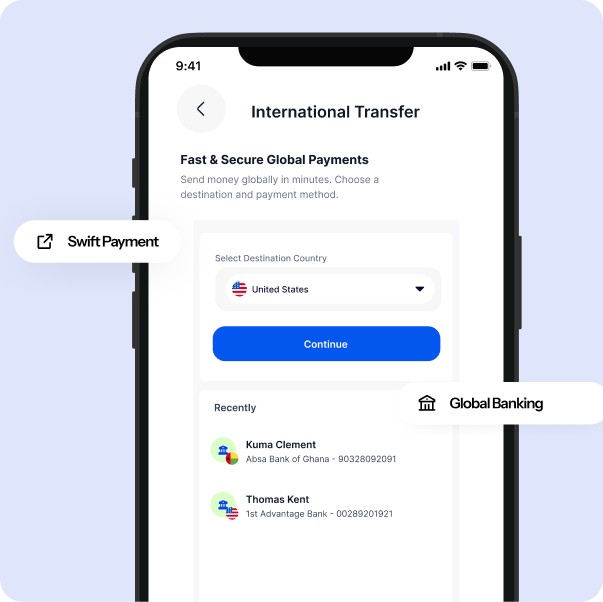 9:41
International Transfer
Fast & Secure Global Payments
Send money globally in minutes. Choose a
destination and payment method.
Swift Payment
Select Destination Country
United States
Continue
Global Banking
Recently
Kuma Clement
Absa Bank of Ghana - 90328092091
Thomas Kent
1st Advantage Bank - 00289201921